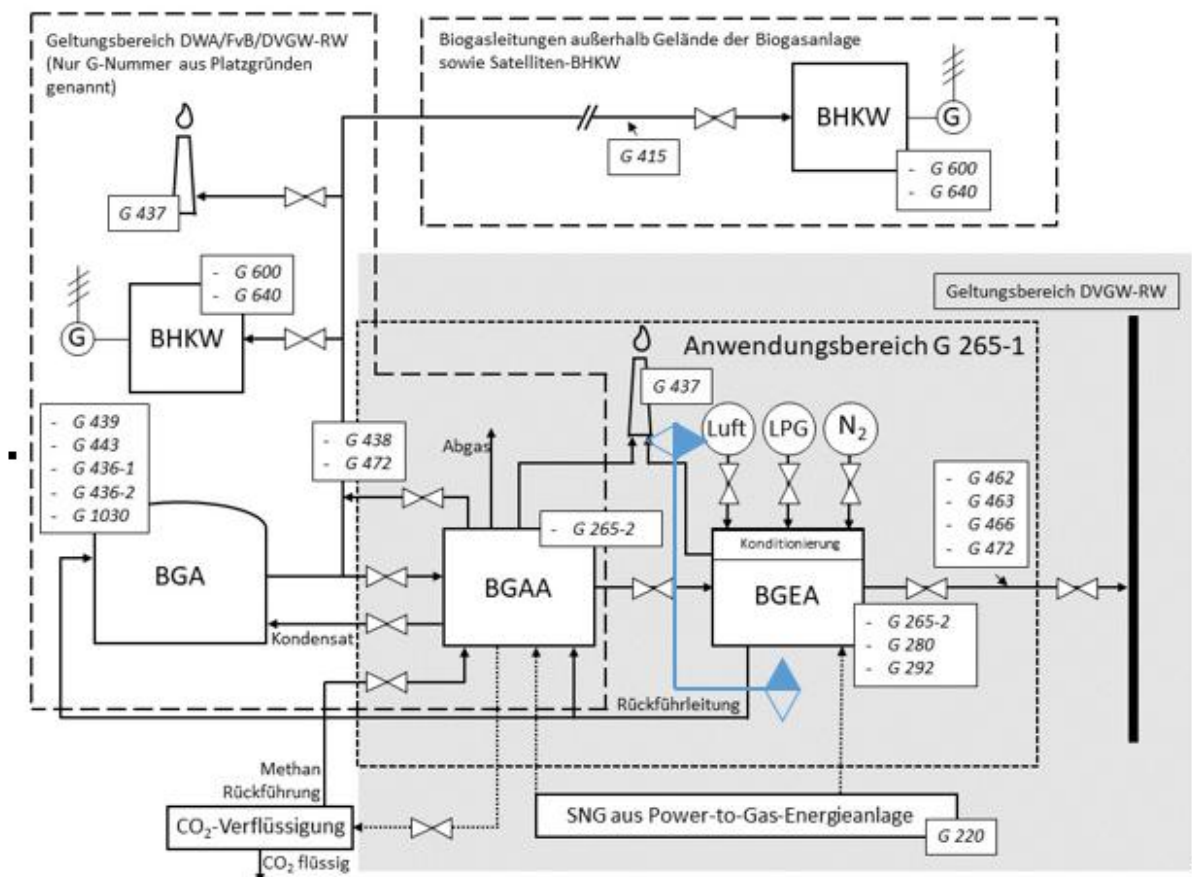 Geltungsbereich DWA/FvB/DVGW-RW
(Nur G-Nummer aus Platzgründen
genannt)
Biogasleitungen außerhalb Gelände der Biogasanlage
sowie Satelliten-BHKW
BHKW
G
G 415
- G 600
- G 640
G 437
- G 600
- G 640
G
BHKW
Geltungsbereich DVGW-RW
Anwendungsbereich G 265-1
G 437
- G 439
- G 443
- G 436-1
- G 436-2
- G 1030
- G 438
- G 472
Abgas
Luft
LPG
N₂
- G 462
- G 463
- G 466
- G 472
- G 265-2
Konditionierung
BGA
BGAA
BGEA
Kondensat
- G 265-2
- G 280
- G 292
Rückführleitung
Methan
Rückführung
CO₂-Verflüssigung
SNG aus Power-to-Gas-Energieanlage
G 220
CO₂ flüssig